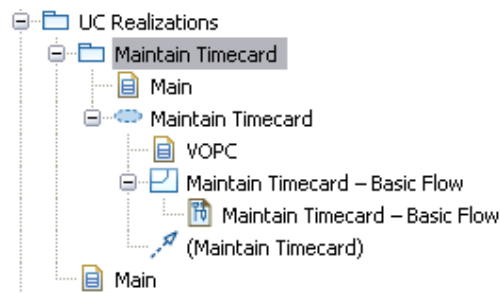 UC Realizations
Maintain Timecard
Main
Maintain Timecard
VOPC
Maintain Timecard – Basic Flow
Maintain Timecard – Basic Flow
(Maintain Timecard)
Main